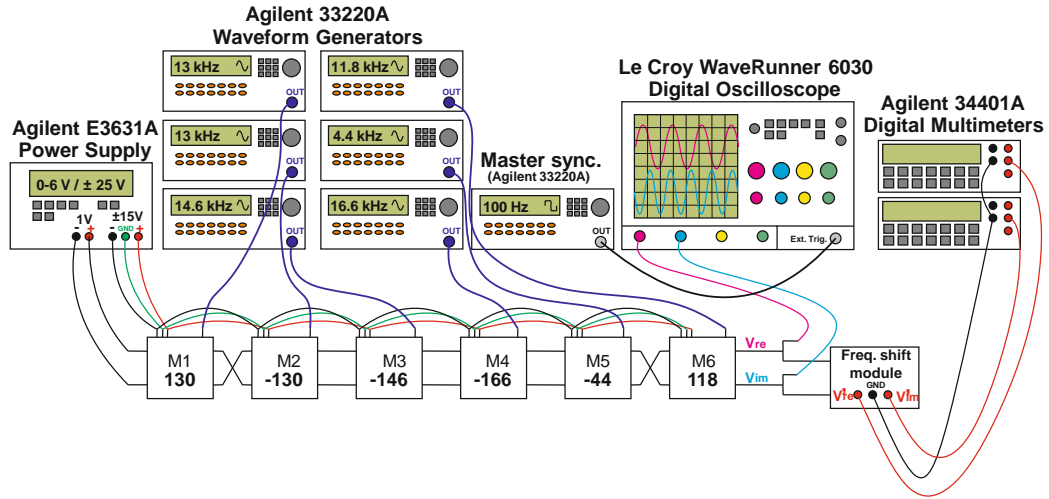 Agilent 33220A
Waveform Generators
13 kHz
OUT
11.8 kHz
OUT
13 kHz
OUT
4.4 kHz
OUT
14.6 kHz
OUT
16.6 kHz
OUT
Agilent E3631A
Power Supply
0-6 V / ± 25 V
1V
±15V
- + - GND +
Master sync.
(Agilent 33220A)
100 Hz
OUT
Le Croy WaveRunner 6030
Digital Oscilloscope
Ext. Trig.
Agilent 34401A
Digital Multimeters
M1
130
M2
-130
M3
-146
M4
-166
M5
-44
M6
118
Vre
Vim
Freq. shift
module
GND
V're
V'im